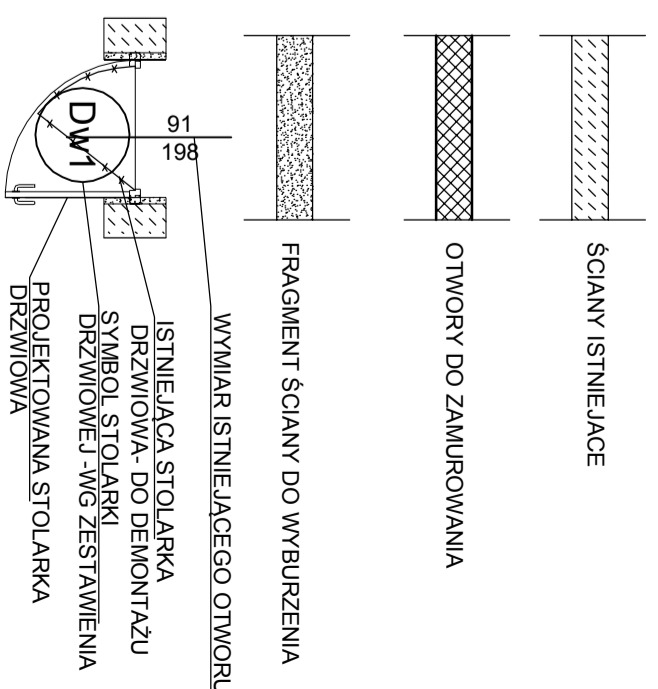 ŚCIANY ISTNIEJACE
OTWORY DO ZAMUROWANIA
FRAGMENT ŚCIANY DO WYBURZENIA
91
198
Dw1
WYMIAR ISTNIEJĄCEGO OTWORU
ISTNIEJĄCA STOLARKA
DRZWIOWA- DO DEMONTAŻU
SYMBOL STOLARKI
DRZWIOWEJ -WG ZESTAWIENIA
PROJEKTOWANA STOLARKA
DRZWIOWA